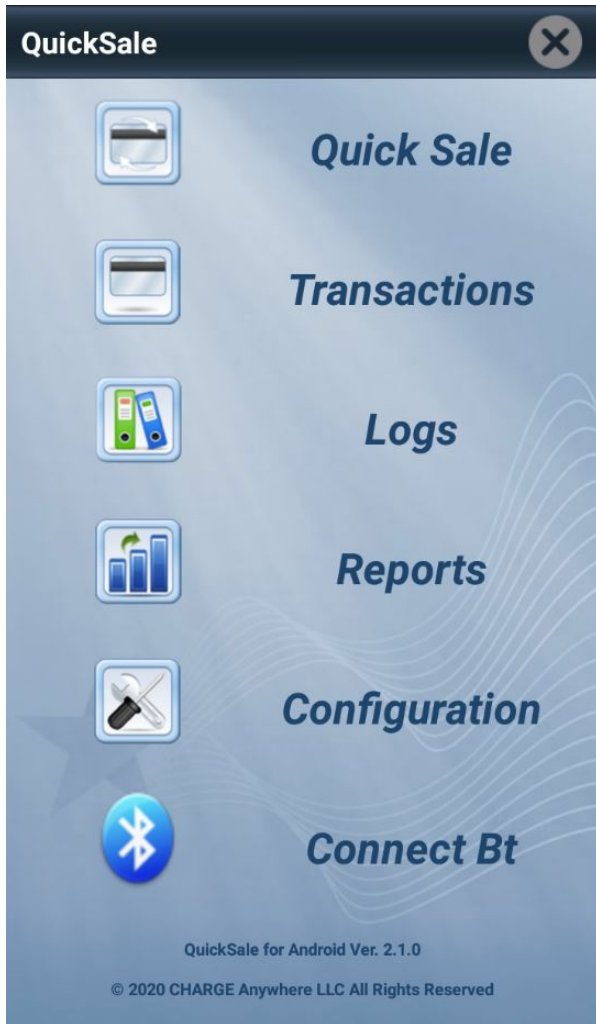 QuickSale
Quick Sale
Transactions
Logs
Reports
Configuration
Connect Bt
QuickSale for Android Ver. 2.1.0
© 2020 CHARGE Anywhere LLC All Rights Reserved